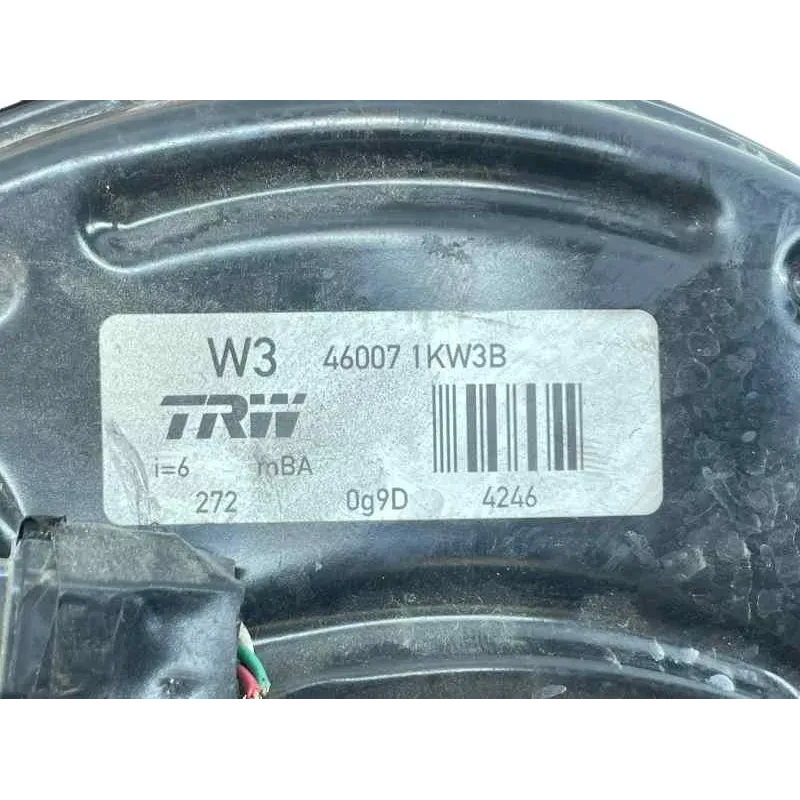 W3 46007 1KW3B
TRW
i=6 mBA
272 0g9D 4246